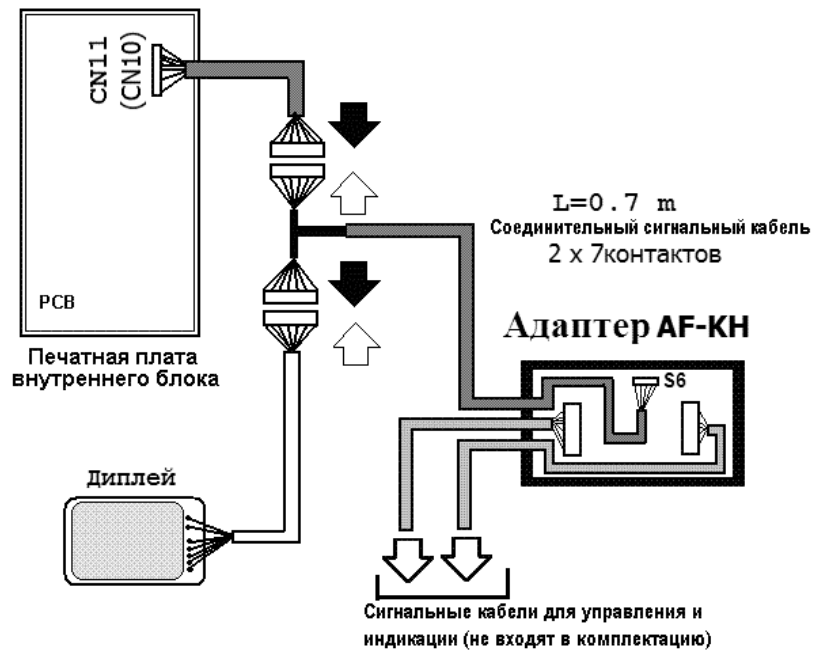 CN11
(CN10)
L=0.7 m
Соединительный сигнальный кабель
2 х 7контактов
PCB
Адаптер AF-KH
Печатная плата
внутреннего блока
S6
Диплей
Сигнальные кабели для управления и
индикации (не входят в комплектацию)